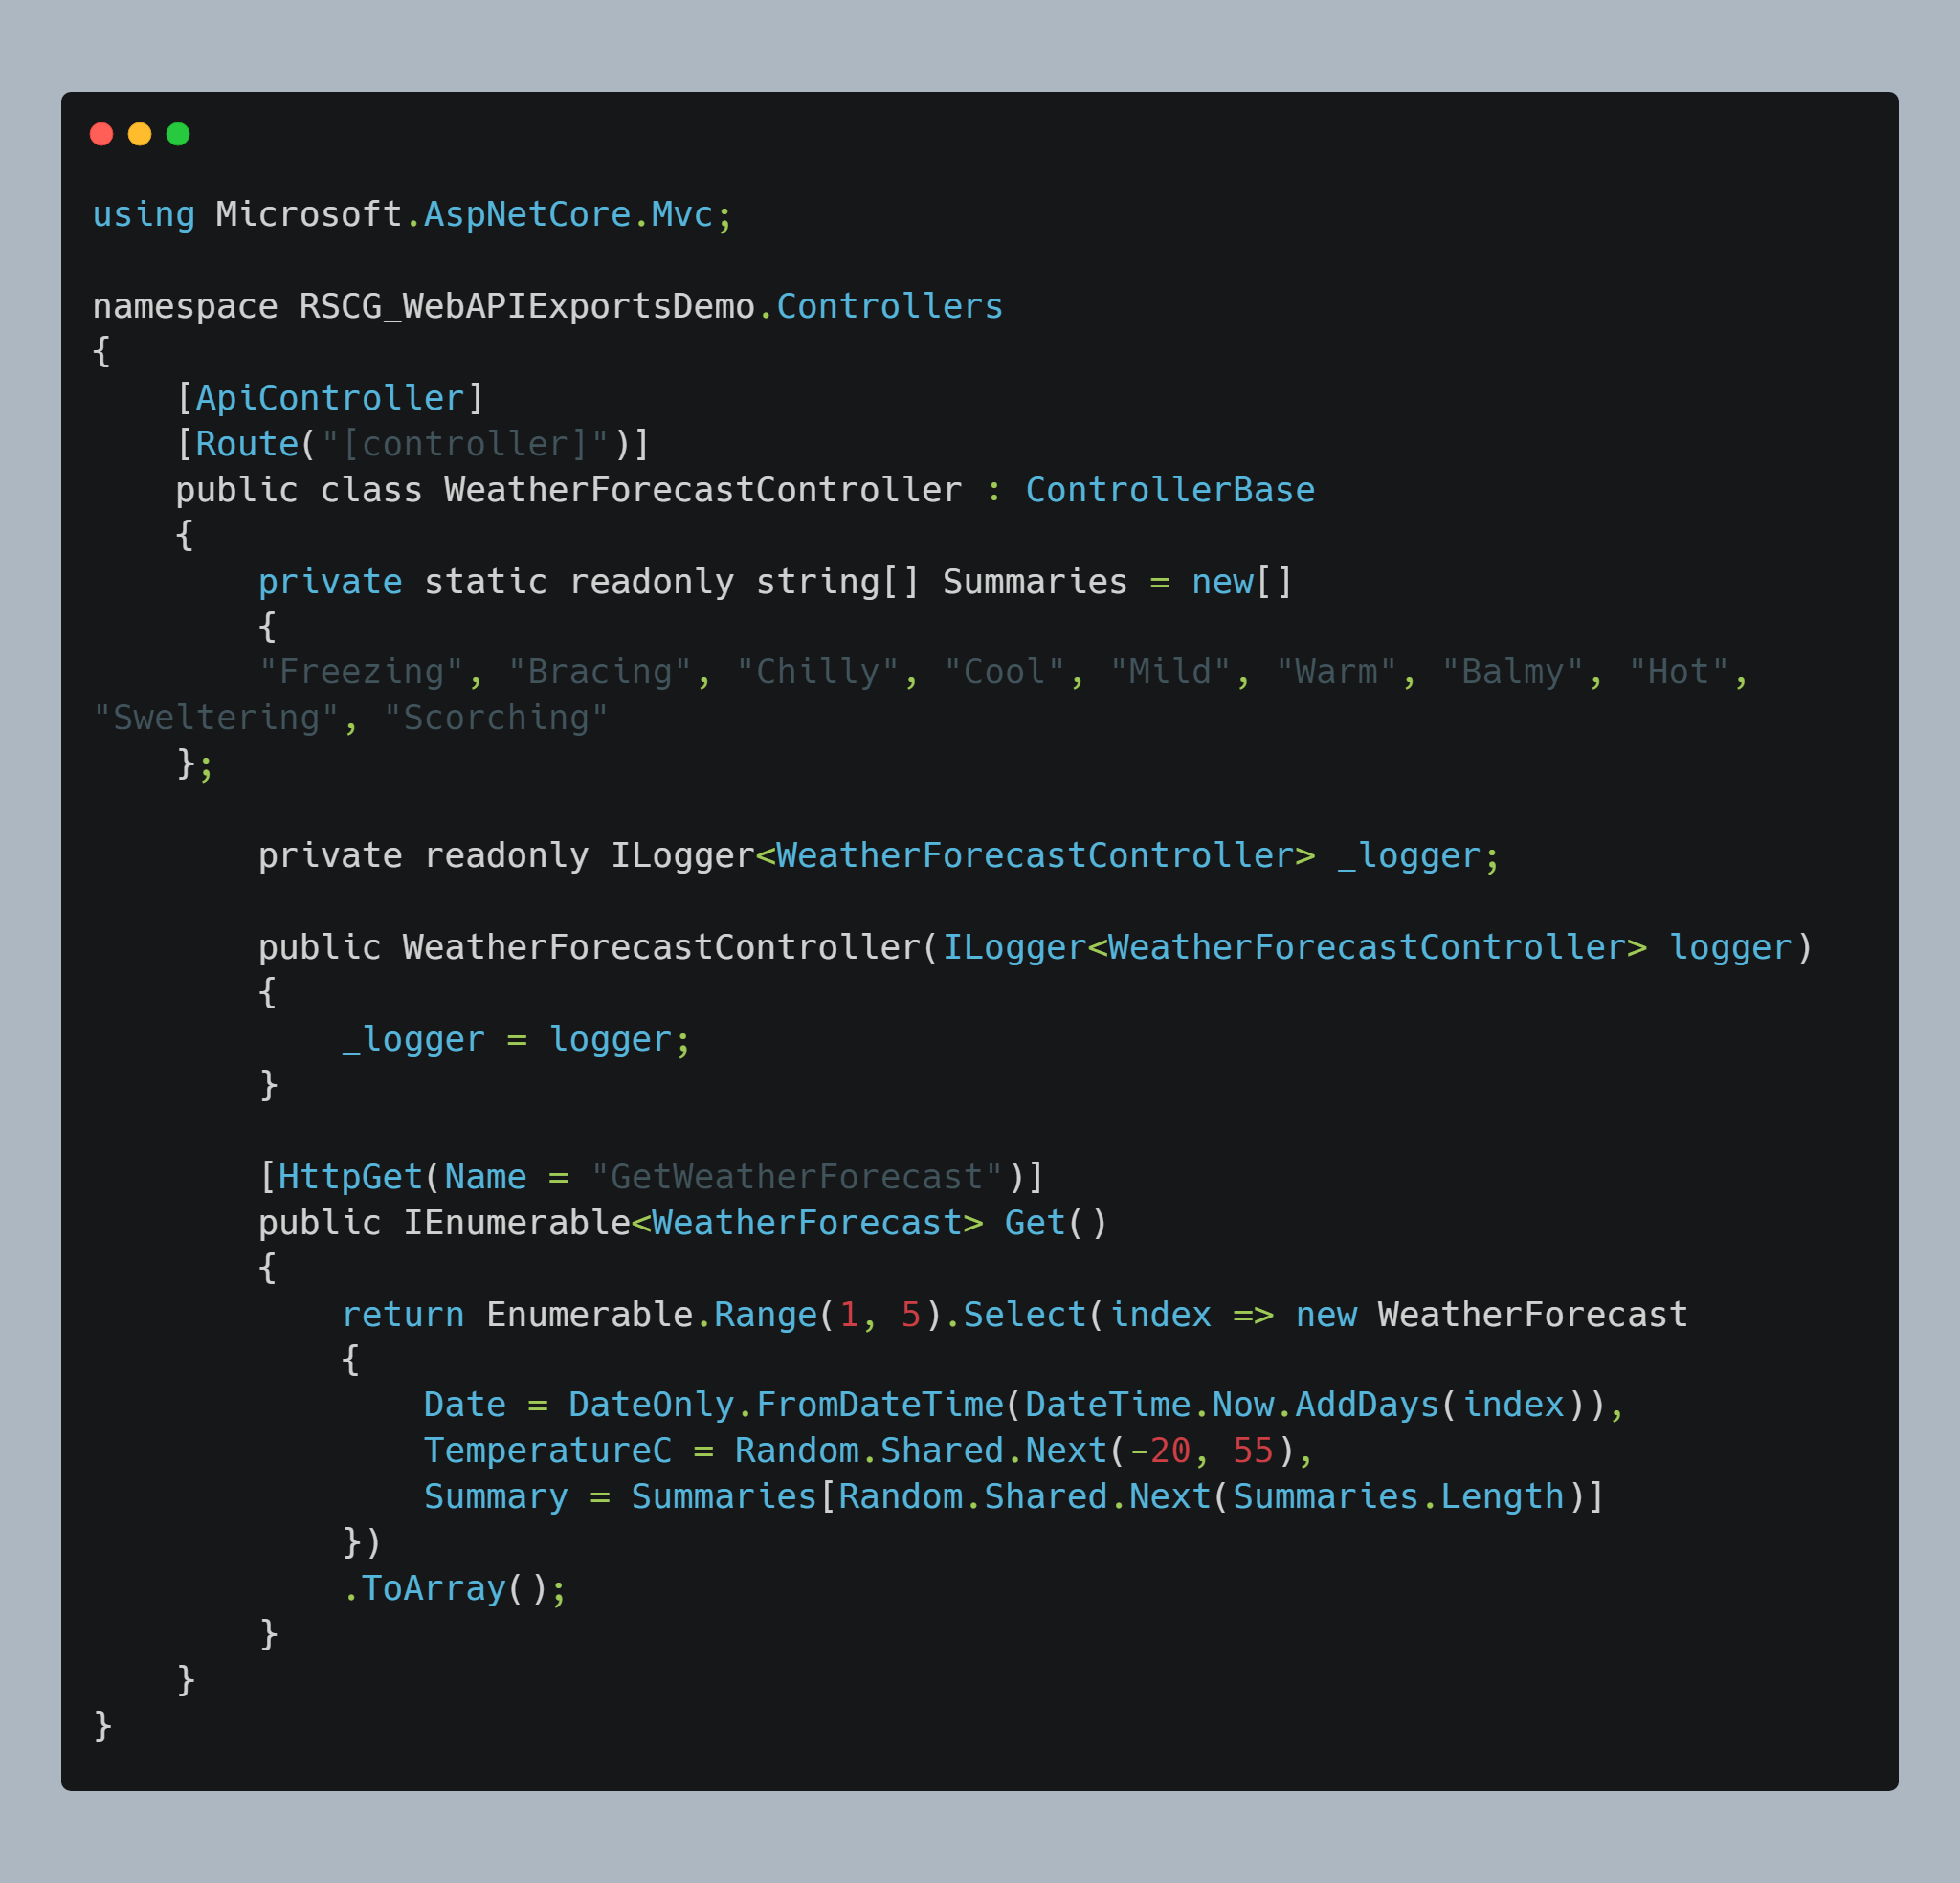 using Microsoft.AspNetCore.Mvc;

namespace RSCG_WebAPIExportsDemo.Controllers
{
    [ApiController]
    [Route("[controller]")]
    public class WeatherForecastController : ControllerBase
    {
        private static readonly string[] Summaries = new[]
        {
        "Freezing", "Bracing", "Chilly", "Cool", "Mild", "Warm", "Balmy", "Hot",
"Sweltering", "Scorching"
    };

        private readonly ILogger<WeatherForecastController> _logger;

        public WeatherForecastController(ILogger<WeatherForecastController> logger)
        {
            _logger = logger;
        }

        [HttpGet(Name = "GetWeatherForecast")]
        public IEnumerable<WeatherForecast> Get()
        {
            return Enumerable.Range(1, 5).Select(index => new WeatherForecast
            {
                Date = DateOnly.FromDateTime(DateTime.Now.AddDays(index)),
                TemperatureC = Random.Shared.Next(-20, 55),
                Summary = Summaries[Random.Shared.Next(Summaries.Length)]
            })
            .ToArray();
        }
    }
}